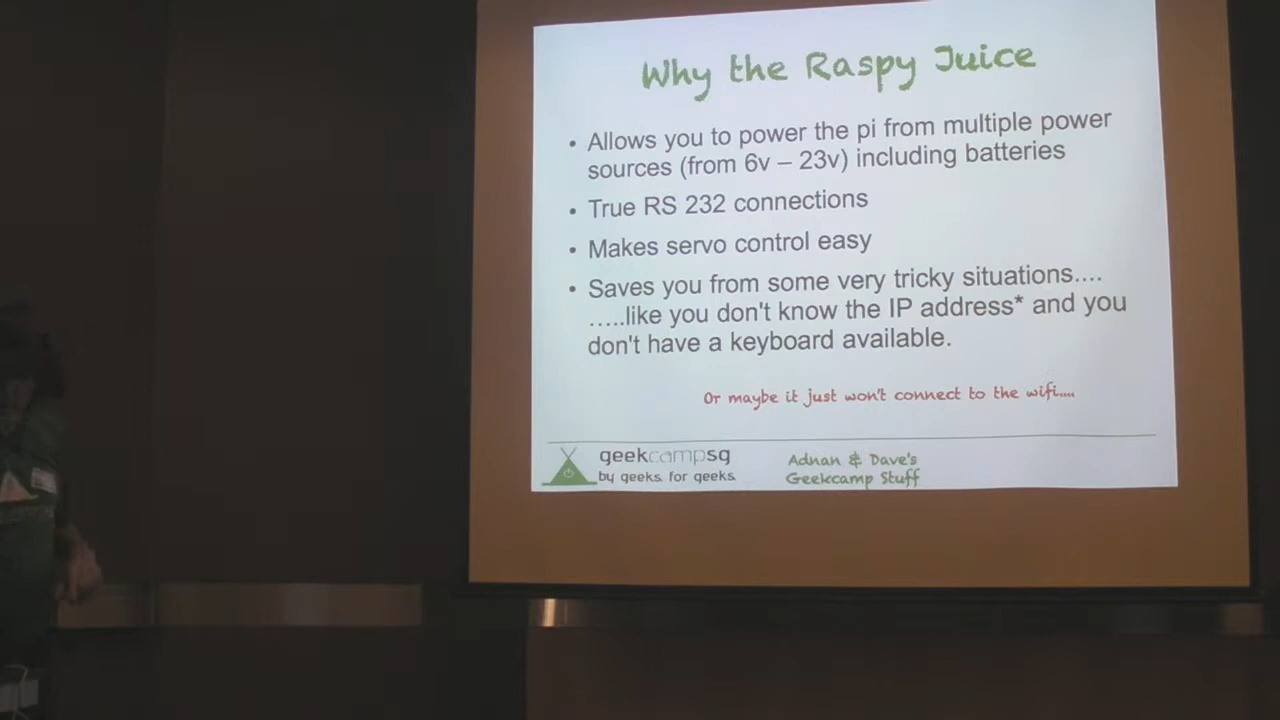 Why the Raspy Juice
• Allows you to power the pi from multiple power
sources (from 6v – 23v) including batteries
• True RS 232 connections
• Makes servo control easy
• Saves you from some very tricky situations....
.....like you don't know the IP address* and you
don't have a keyboard available.
Or maybe it just won't connect to the wifi....
geekcampsg
by geeks. for geeks.
Adnan & Dave's
Geekcamp Stuff